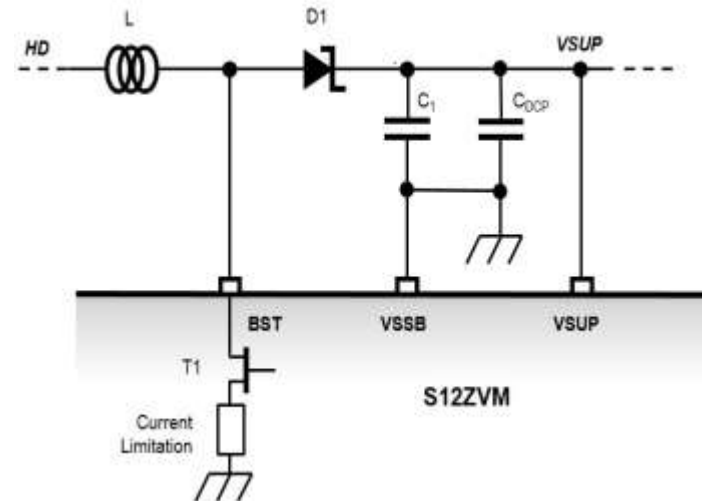 L
D1
HD
VSUP
C1
CDCP
BST
VSSB
VSUP
T1
S12ZVM
Current
Limitation